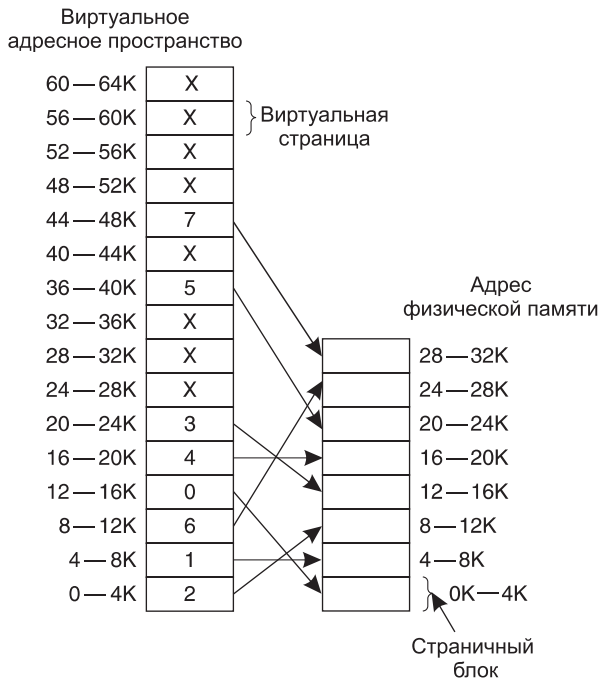 Виртуальное
адресное пространство
60—64K X
56—60K X Виртуальная
страница
52—56K X
48—52K X
44—48K 7
40—44K X
36—40K 5 Адрес
физической памяти
32—36K X
28—32K X 28—32K
24—28K X 24—28K
20—24K 3 20—24K
16—20K 4 16—20K
12—16K 0 12—16K
8—12K 6 8—12K
4—8K 1 4—8K
0—4K 2 0K—4K
Страничный
блок